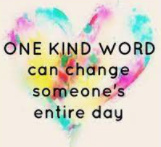 ONE KIND WORD
can change
someone's
entire day